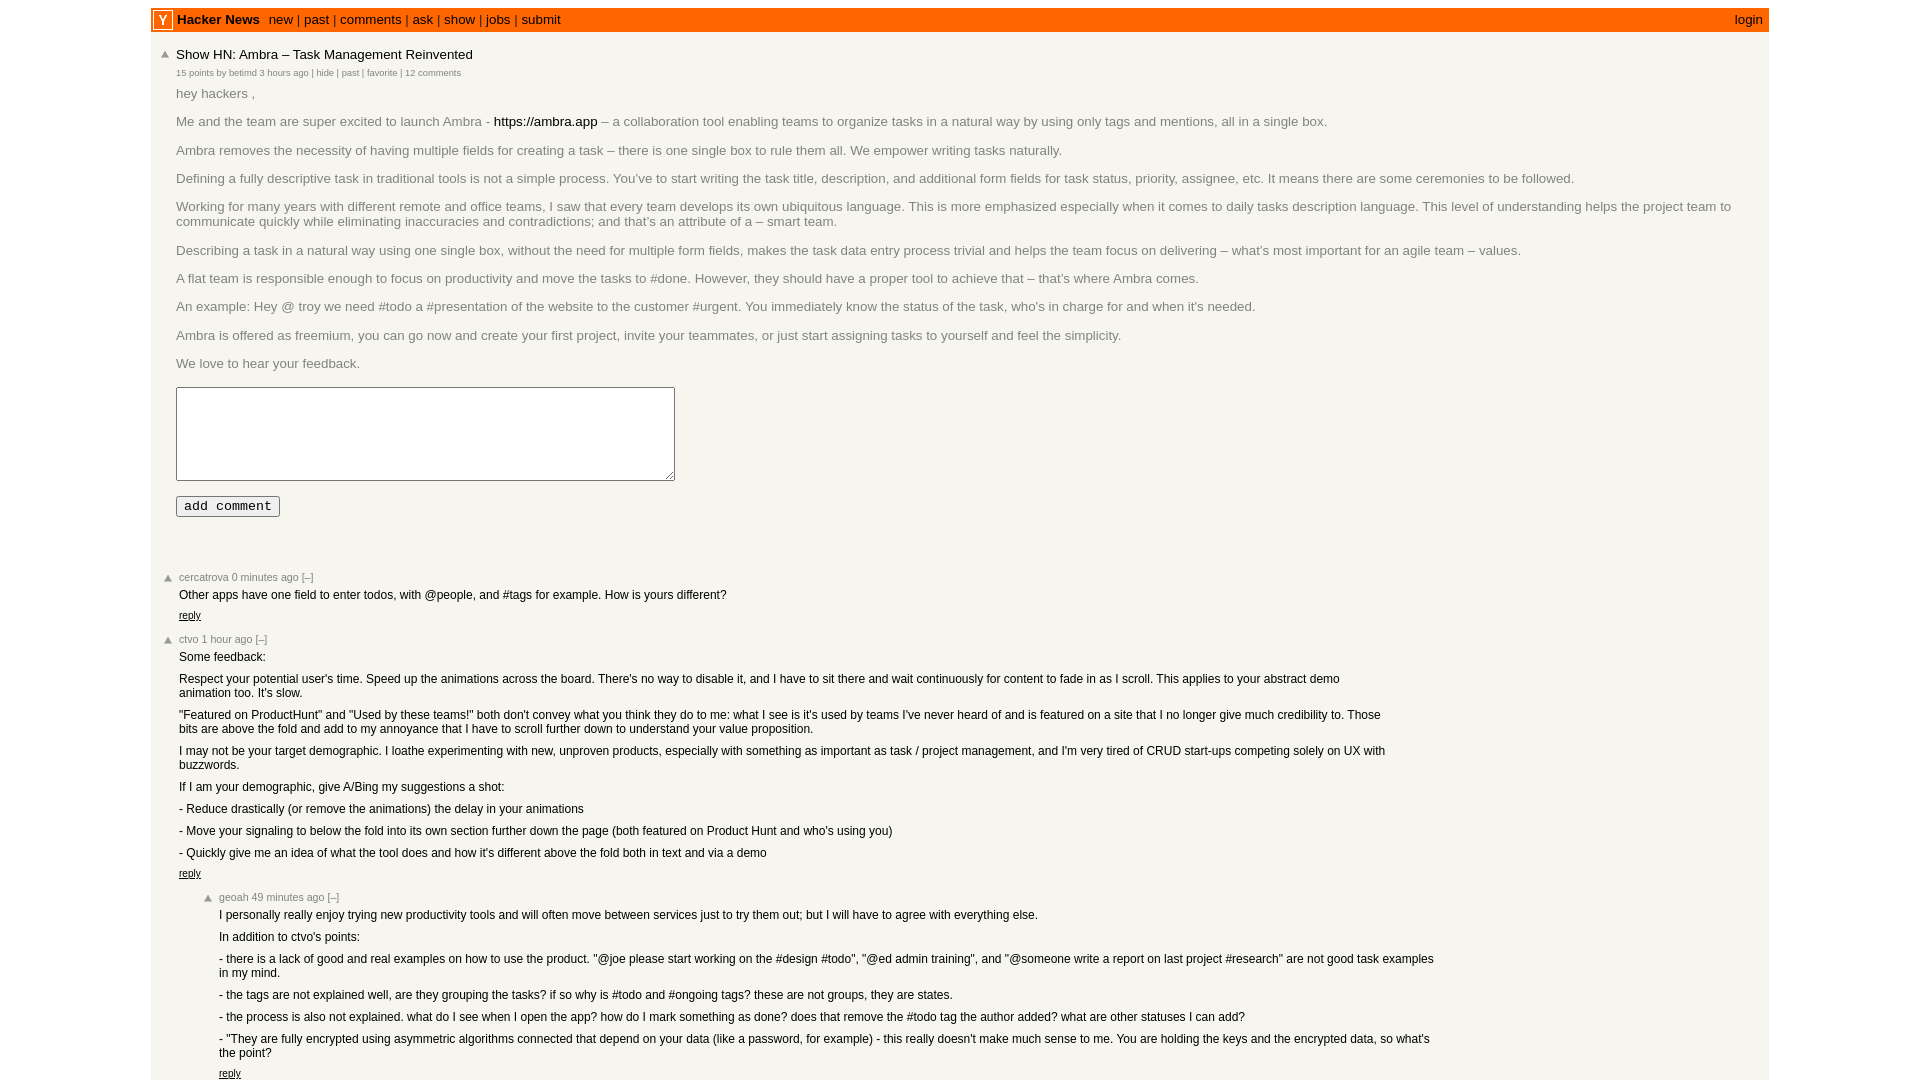 Y Hacker News new | past | comments | ask | show | jobs | submit login
Show HN: Ambra – Task Management Reinvented
15 points by betimd 3 hours ago | hide | past | favorite | 12 comments
hey hackers ,
Me and the team are super excited to launch Ambra - https://ambra.app – a collaboration tool enabling teams to organize tasks in a natural way by using only tags and mentions, all in a single box.
Ambra removes the necessity of having multiple fields for creating a task – there is one single box to rule them all. We empower writing tasks naturally.
Defining a fully descriptive task in traditional tools is not a simple process. You’ve to start writing the task title, description, and additional form fields for task status, priority, assignee, etc. It means there are some ceremonies to be followed.
Working for many years with different remote and office teams, I saw that every team develops its own ubiquitous language. This is more emphasized especially when it comes to daily tasks description language. This level of understanding helps the project team to
communicate quickly while eliminating inaccuracies and contradictions; and that’s an attribute of a – smart team.
Describing a task in a natural way using one single box, without the need for multiple form fields, makes the task data entry process trivial and helps the team focus on delivering – what’s most important for an agile team – values.
A flat team is responsible enough to focus on productivity and move the tasks to #done. However, they should have a proper tool to achieve that – that’s where Ambra comes.
An example: Hey @ troy we need #todo a #presentation of the website to the customer #urgent. You immediately know the status of the task, who's in charge for and when it's needed.
Ambra is offered as freemium, you can go now and create your first project, invite your teammates, or just start assigning tasks to yourself and feel the simplicity.
We love to hear your feedback.
add comment
cercatrova 0 minutes ago [–]
Other apps have one field to enter todos, with @people, and #tags for example. How is yours different?
reply
ctvo 1 hour ago [–]
Some feedback:
Respect your potential user's time. Speed up the animations across the board. There's no way to disable it, and I have to sit there and wait continuously for content to fade in as I scroll. This applies to your abstract demo
animation too. It's slow.
"Featured on ProductHunt" and "Used by these teams!" both don't convey what you think they do to me: what I see is it's used by teams I've never heard of and is featured on a site that I no longer give much credibility to. Those
bits are above the fold and add to my annoyance that I have to scroll further down to understand your value proposition.
I may not be your target demographic. I loathe experimenting with new, unproven products, especially with something as important as task / project management, and I'm very tired of CRUD start-ups competing solely on UX with
buzzwords.
If I am your demographic, give A/Bing my suggestions a shot:
- Reduce drastically (or remove the animations) the delay in your animations
- Move your signaling to below the fold into its own section further down the page (both featured on Product Hunt and who's using you)
- Quickly give me an idea of what the tool does and how it's different above the fold both in text and via a demo
reply
geoah 49 minutes ago [–]
I personally really enjoy trying new productivity tools and will often move between services just to try them out; but I will have to agree with everything else.
In addition to ctvo's points:
- there is a lack of good and real examples on how to use the product. "@joe please start working on the #design #todo", "@ed admin training", and "@someone write a report on last project #research" are not good task examples
in my mind.
- the tags are not explained well, are they grouping the tasks? if so why is #todo and #ongoing tags? these are not groups, they are states.
- the process is also not explained. what do I see when I open the app? how do I mark something as done? does that remove the #todo tag the author added? what are other statuses I can add?
- "They are fully encrypted using asymmetric algorithms connected that depend on your data (like a password, for example) - this really doesn't make much sense to me. You are holding the keys and the encrypted data, so what's
the point?
reply